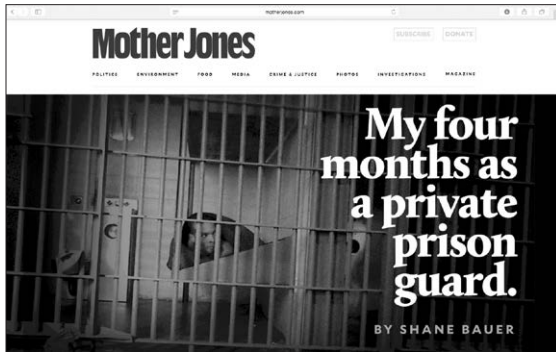 motherjones.com
Mother Jones
SUBSCRIBE DONATE
POLITICS ENVIRONMENT FOOD MEDIA CRIME & JUSTICE PHOTOS INVESTIGATIONS MAGAZINE
My four
months as
a private
prison
guard.
BY SHANE BAUER